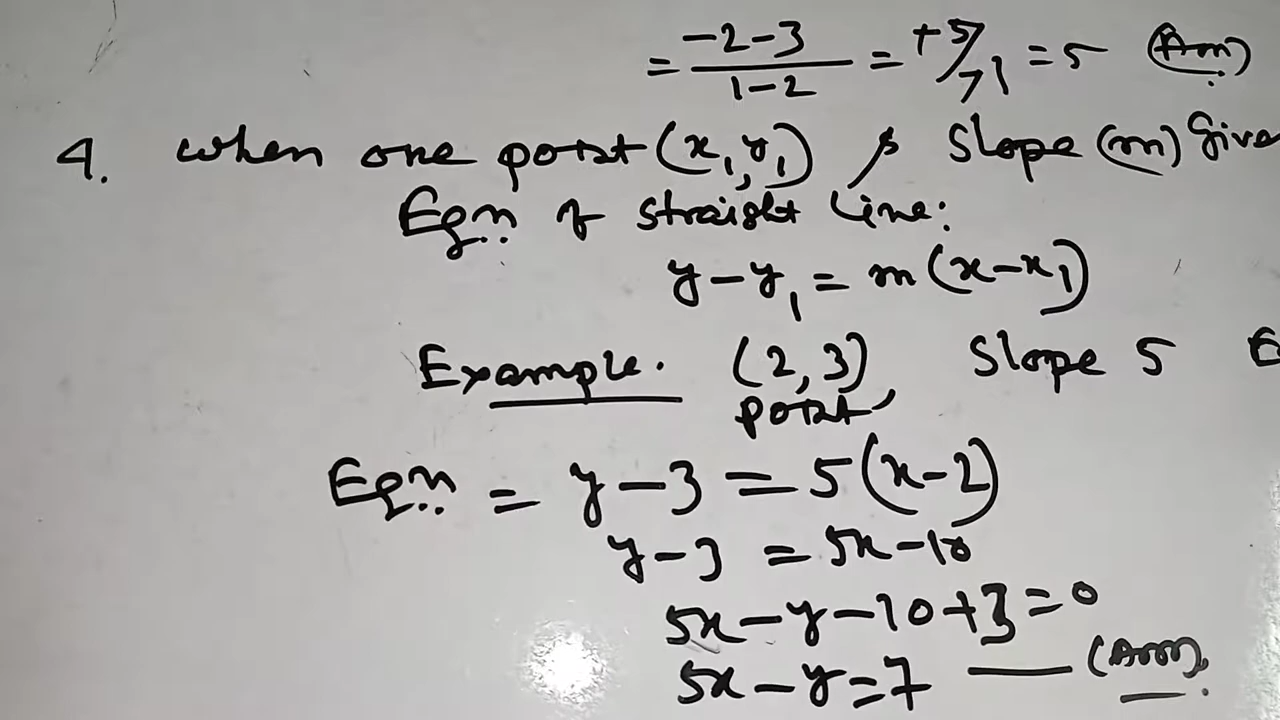 = -2-3/1-2 = +5/71 = 5 (Ans)
4. When one point (x₁, y₁) & Slope (m) Give
Eqn. of straight line:
y-y₁ = m(x-x₁)
Example. (2,3) Slope 5 E
point,
Eqn. = y-3 = 5(x-2)
y-3 = 5x-10
5x-y-10+3=0
5x-y=7 — (Ans).